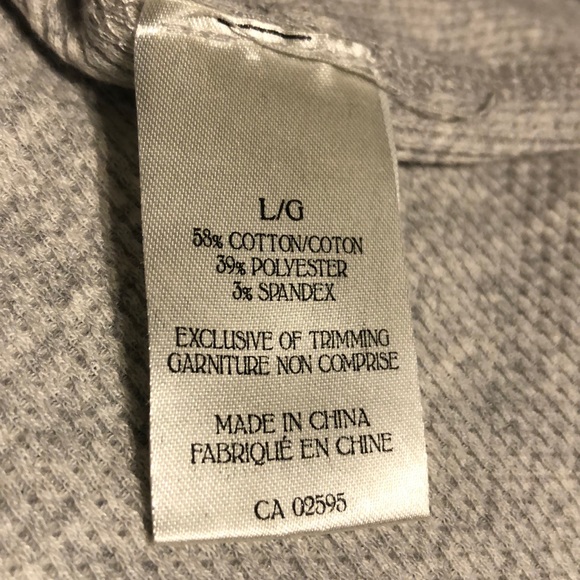 L/G
58% COTTON/COTON
39% POLYESTER
3% SPANDEX
EXCLUSIVE OF TRIMMING
GARNITURE NON COMPRISE
MADE IN CHINA
FABRIQUÉ EN CHINE
CA 02595